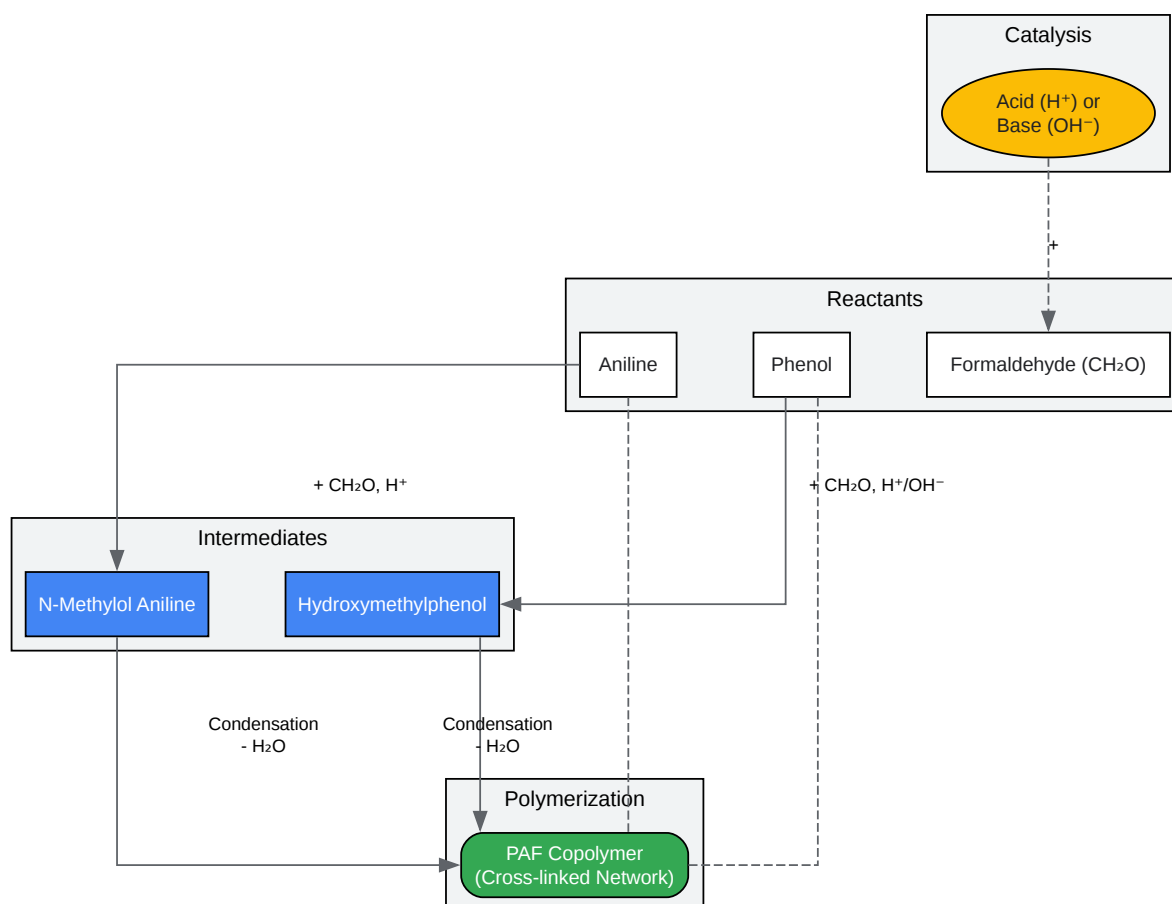 Catalysis
Acid (H⁺) or
Base (OH⁻)
+
Reactants
Aniline
Phenol
Formaldehyde (CH₂O)
+ CH₂O, H⁺
+ CH₂O, H⁺/OH⁻
Intermediates
N-Methylol Aniline
Hydroxymethylphenol
Condensation
- H₂O
Condensation
- H₂O
Polymerization
PAF Copolymer
(Cross-linked Network)